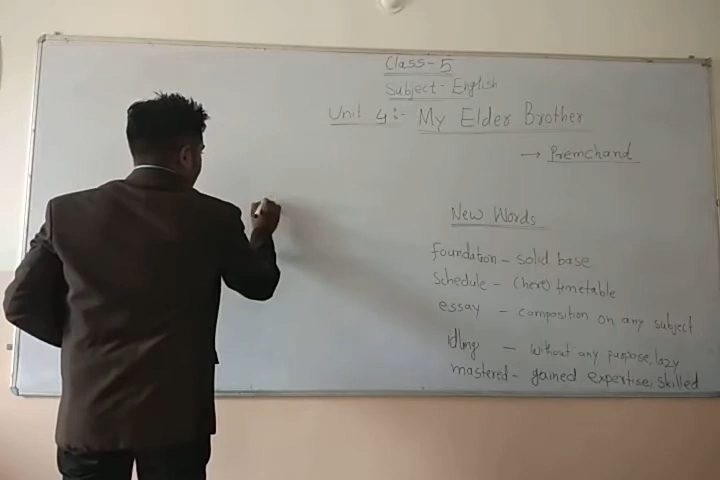 Class-5
Subject-English
Unit 4:- My Elder Brother
→ Premchand
New Words
foundation - solid base
Schedule - (here) timetable
essay - composition on any subject
idling - without any purpose, lazy
mastered - gained expertise, skilled